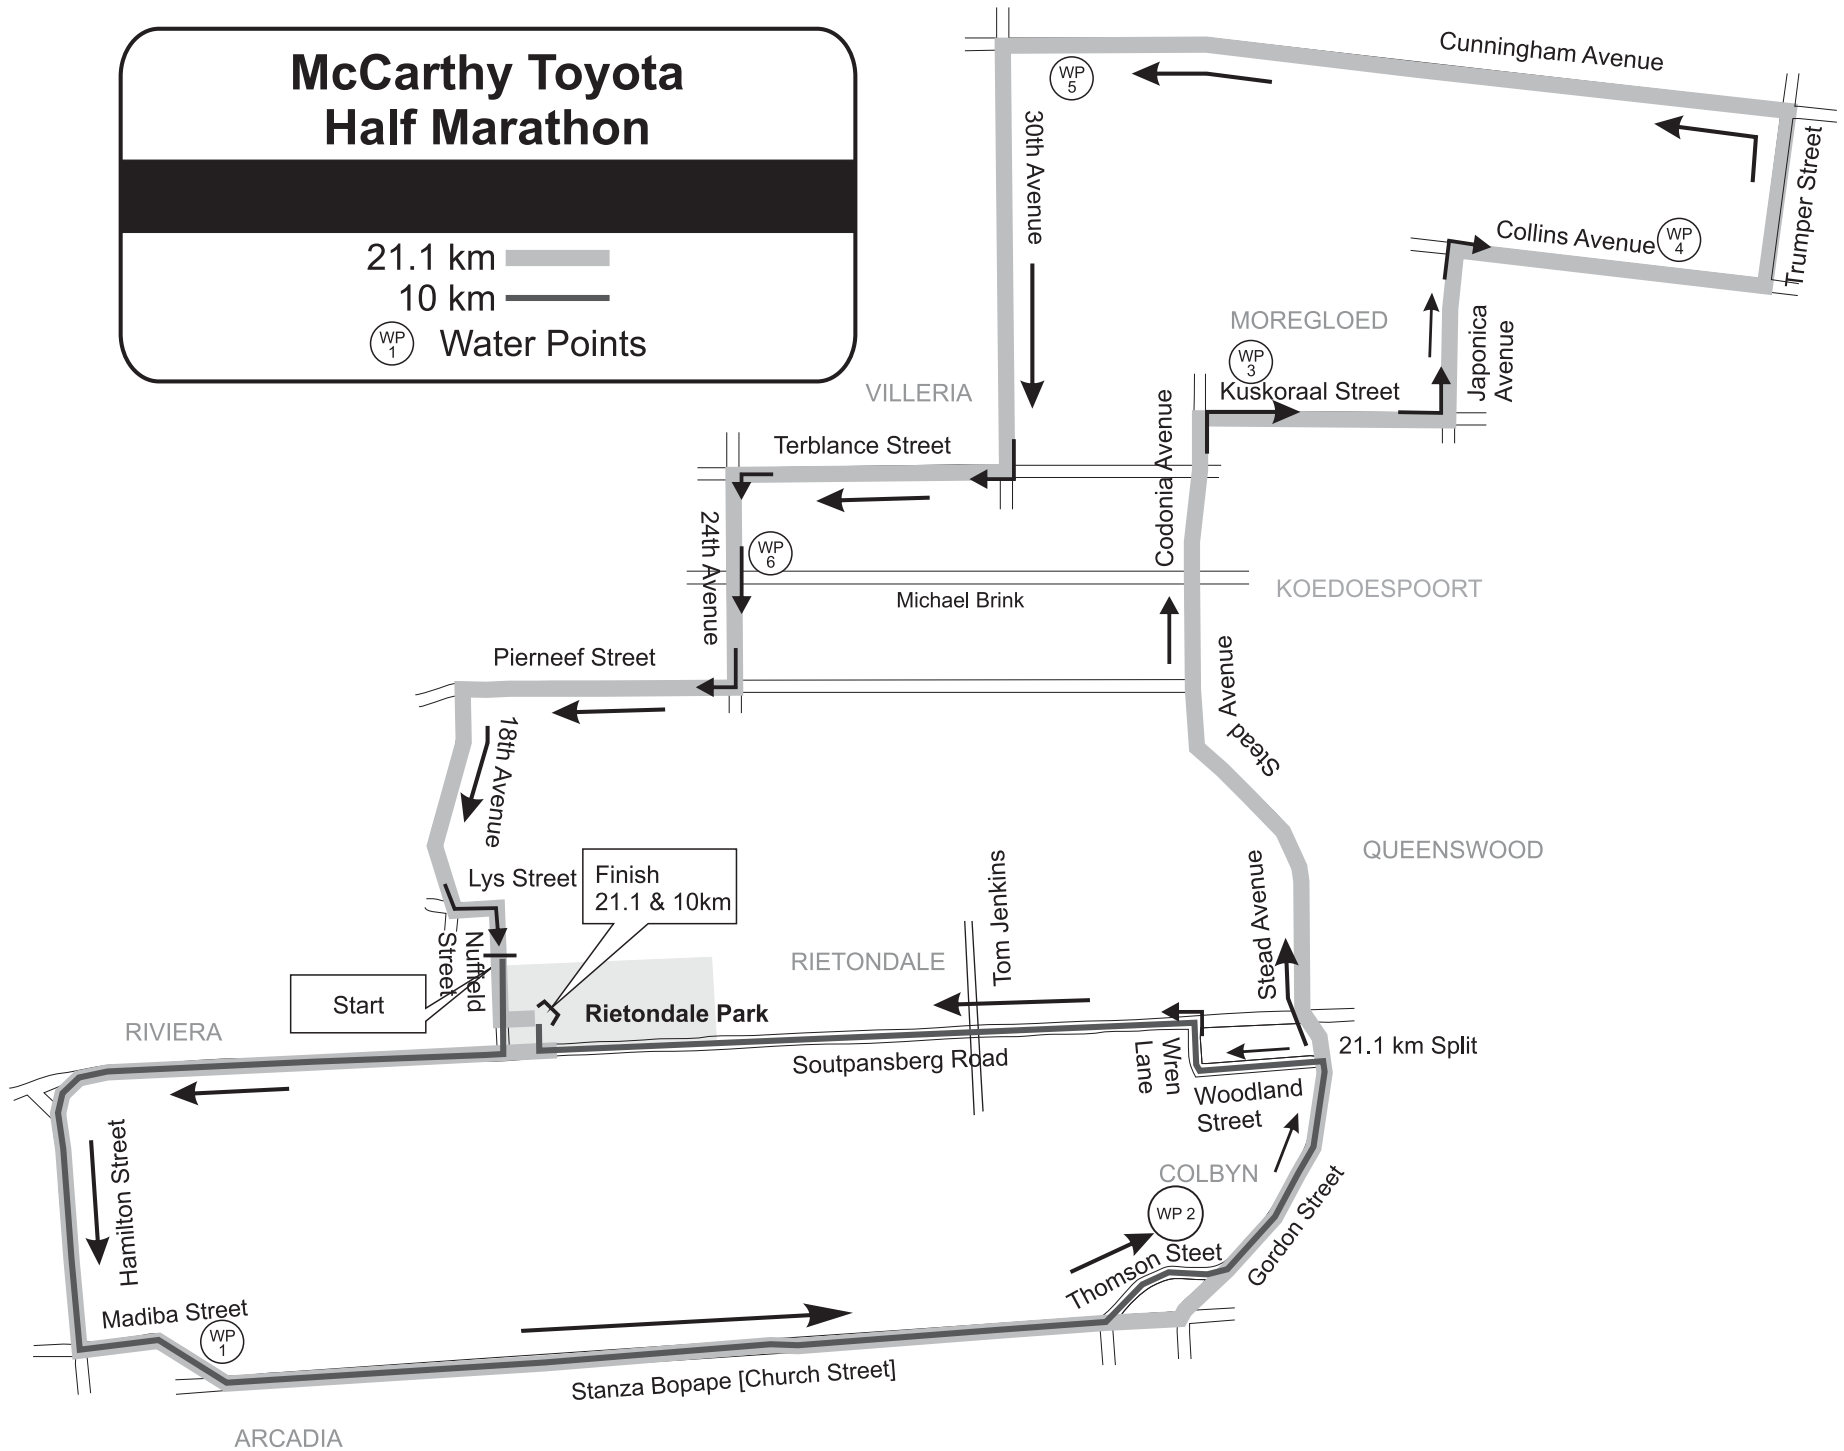 McCarthy Toyota
Half Marathon
21.1 km
10 km
WP
1
Water Points
Cunningham Avenue
WP
5
30th Avenue
Trumper Street
Collins Avenue
WP
4
MOREGLOED
WP
3
Kuskoraal Street
Japonica
Avenue
VILLERIA
Terblance Street
Codonia Avenue
24th Avenue
WP
6
Michael Brink
KOEDOESPOORT
Pierneef Street
Stead Avenue
18th Avenue
QUEENSWOOD
Lys Street
Finish
21.1 & 10km
Nuffield
Street
Start
RIETONDALE
Tom Jenkins
Stead Avenue
Rietondale Park
RIVIERA
Soutpansberg Road
Wren
Lane
21.1 km Split
Woodland
Street
COLBYN
WP 2
Hamilton Street
Thomson Steet
Gordon Street
Madiba Street
WP
1
Stanza Bopape [Church Street]
ARCADIA